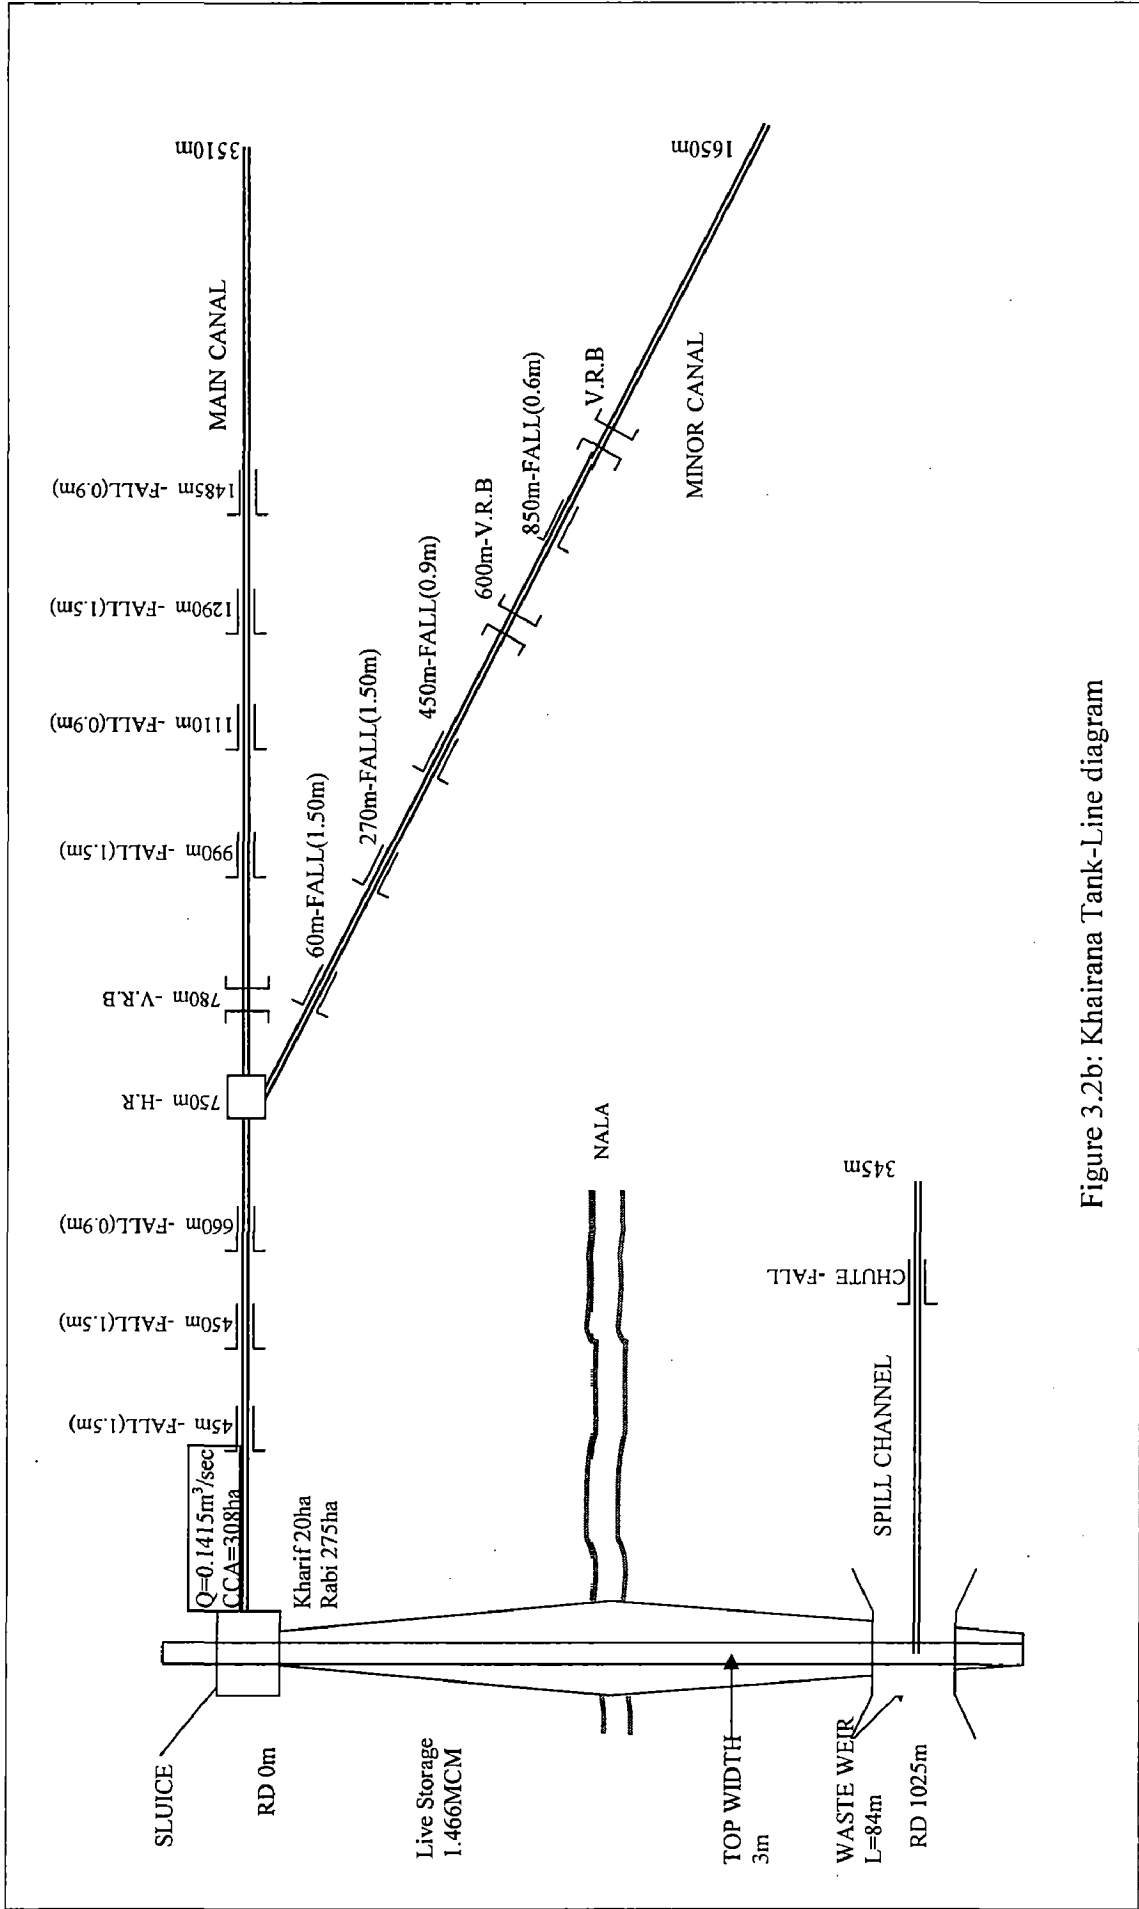 SLUICE
RD 0m
Q=0.1415m³/sec
CCA=308ha
Kharif 20ha
Rabi 275ha
45m -FALL(1.5m)
450m -FALL(1.5m)
660m -FALL(0.9m)
750m -H.R
780m -V.R.B
990m -FALL(1.5m)
1110m -FALL(0.9m)
1290m -FALL(1.5m)
1485m -FALL(0.9m)
MAIN CANAL
3510m
60m-FALL(1.50m)
270m-FALL(1.50m)
450m-FALL(0.9m)
600m-V.R.B
850m-FALL(0.6m)
V.R.B
MINOR CANAL
1650m
Live Storage
1.466MCM
NALA
TOP WIDTH
3m
WASTE WEIR
L=84m
RD 1025m
SPILL CHANNEL
CHUTE -FALL
345m
Figure 3.2b: Khairana Tank-Line diagram